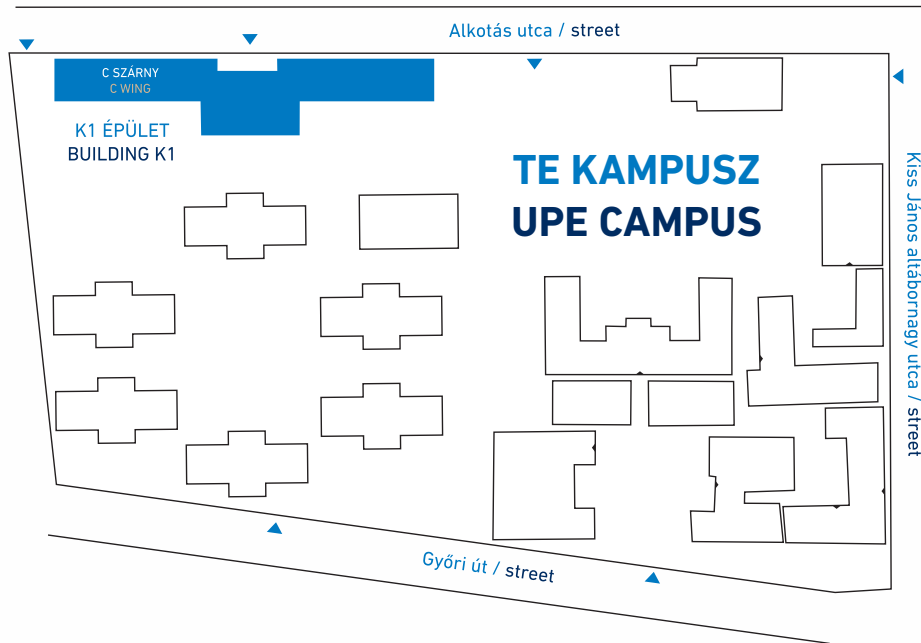 Alkotás utca / street
C SZÁRNY
C WING
K1 ÉPÜLET
BUILDING K1
TE KAMPUSZ
UPE CAMPUS
Kiss János altábornagy utca / street
Győri út / street